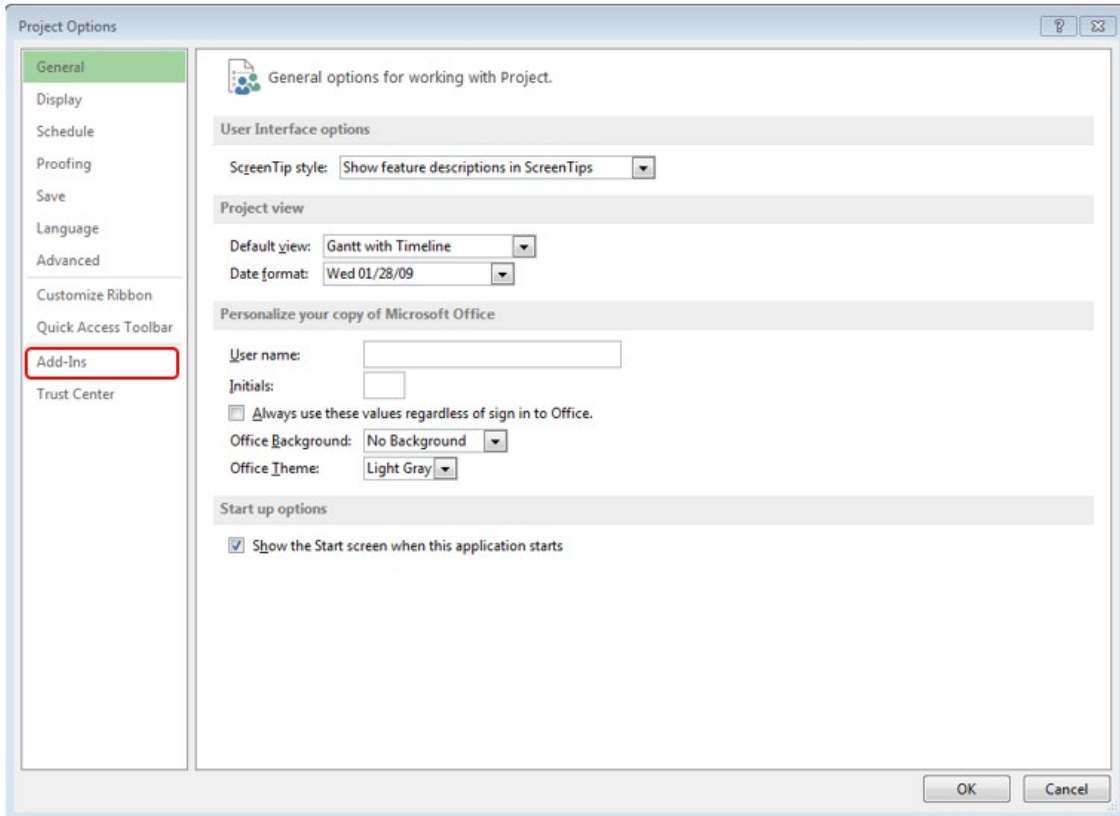 Project Options
General
Display
Schedule
Proofing
Save
Language
Advanced
Customize Ribbon
Quick Access Toolbar
Add-Ins
Trust Center
General options for working with Project.
User Interface options
ScreenTip style: Show feature descriptions in ScreenTips
Project view
Default view: Gantt with Timeline
Date format: Wed 01/28/09
Personalize your copy of Microsoft Office
User name:
Initials:
Always use these values regardless of sign in to Office.
Office Background: No Background
Office Theme: Light Gray
Start up options
Show the Start screen when this application starts
OK Cancel